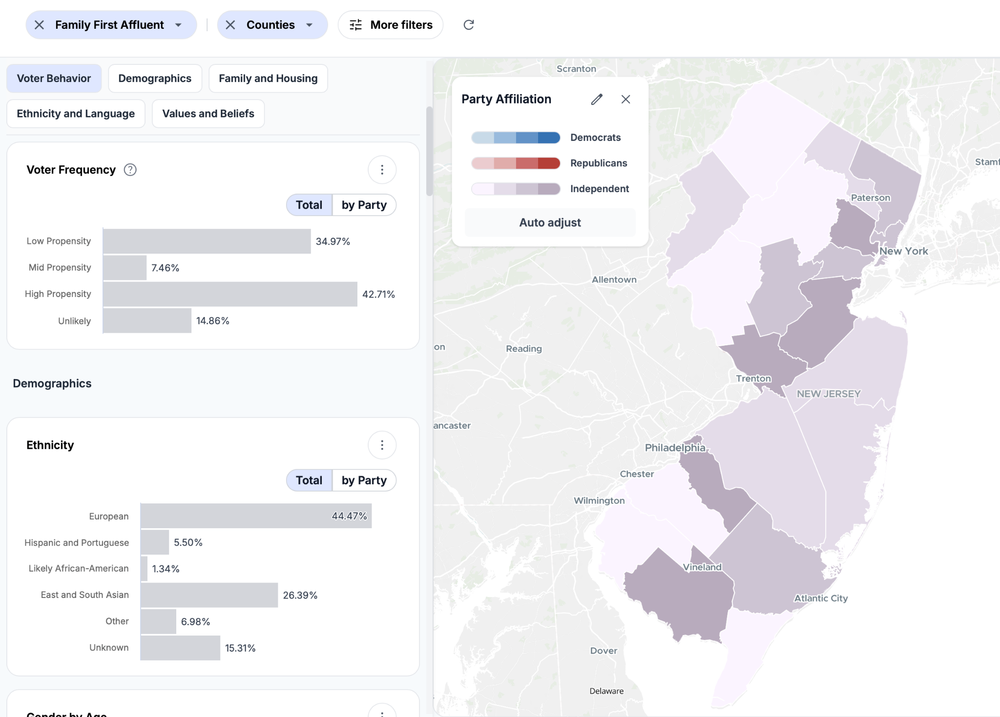 Family First Affluent
Counties
More filters
Voter Behavior
Demographics
Family and Housing
Ethnicity and Language
Values and Beliefs
Voter Frequency
?
Total
by Party
Low Propensity
34.97%
Mid Propensity
7.46%
High Propensity
42.71%
Unlikely
14.86%
Demographics
Ethnicity
Total
by Party
European
44.47%
Hispanic and Portuguese
5.50%
Likely African-American
1.34%
East and South Asian
26.39%
Other
6.98%
Unknown
15.31%
Gender by Age
Party Affiliation
Democrats
Republicans
Independent
Auto adjust
Scranton
Stamf
Paterson
New York
Allentown
on
Reading
Trenton
NEW JERSEY
ancaster
Philadelphia
Chester
Wilmington
Vineland
Atlantic City
Dover
Delaware